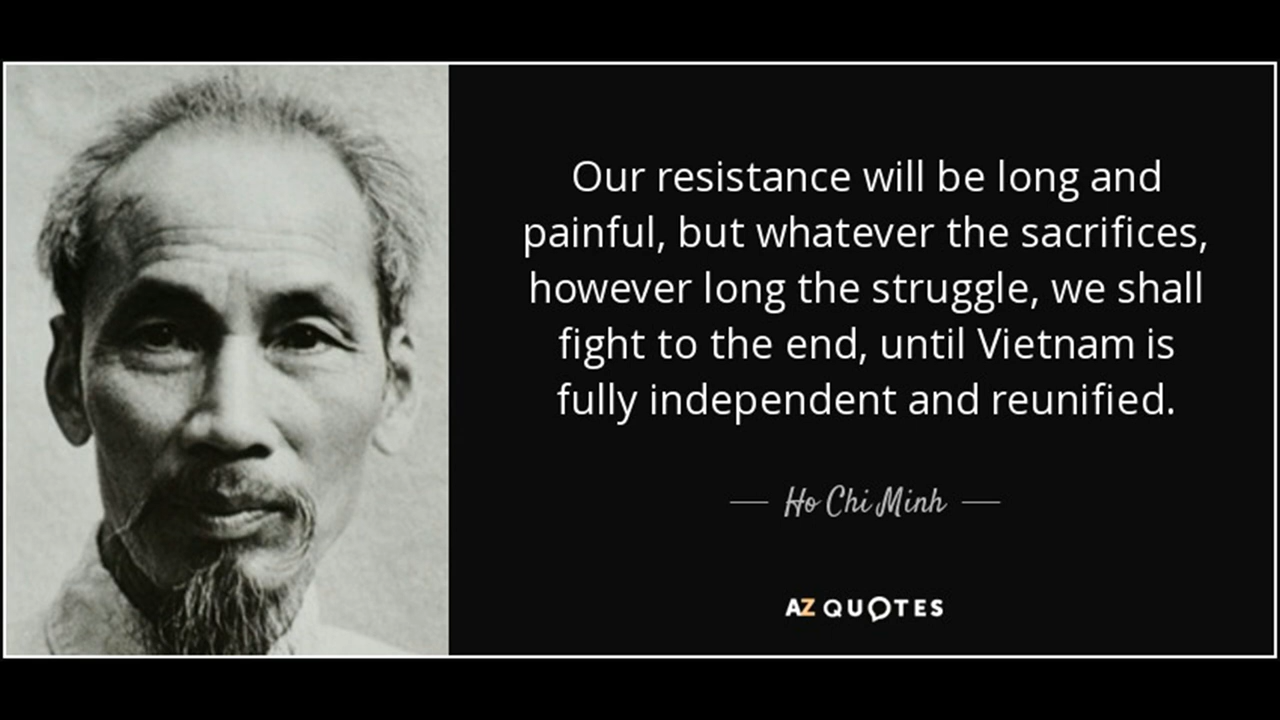 Our resistance will be long and
painful, but whatever the sacrifices,
however long the struggle, we shall
fight to the end, until Vietnam is
fully independent and reunified.
Ho Chi Minh
AZ QUOTES